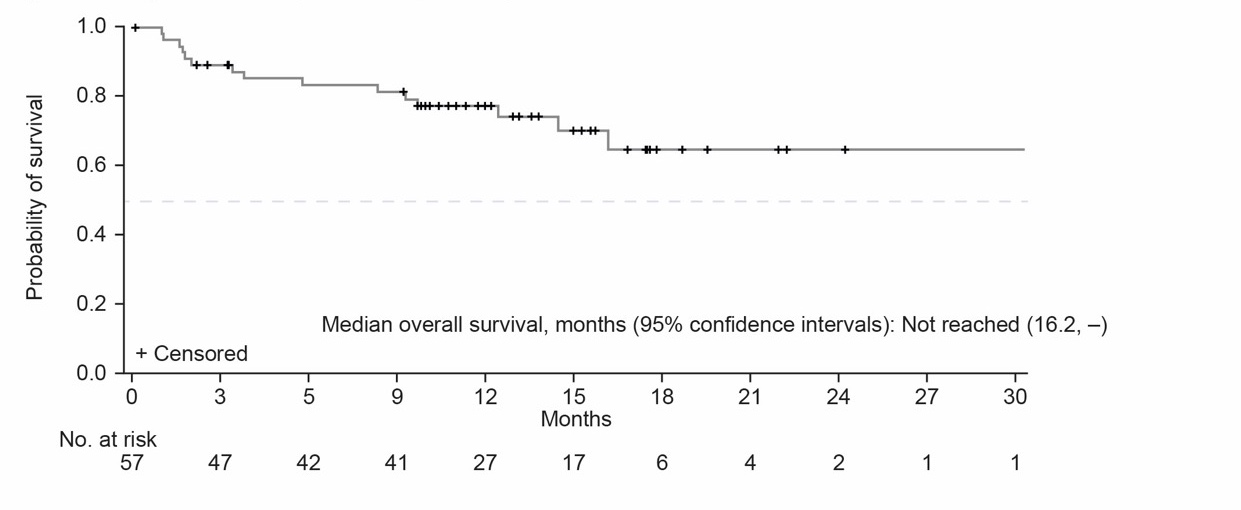 1.0
0.8
0.6
0.4
0.2
0.0
Probability of survival
Median overall survival, months (95% confidence intervals): Not reached (16.2, –)
+ Censored
0 3 5 9 12 15 18 21 24 27 30
Months
No. at risk
57 47 42 41 27 17 6 4 2 1 1